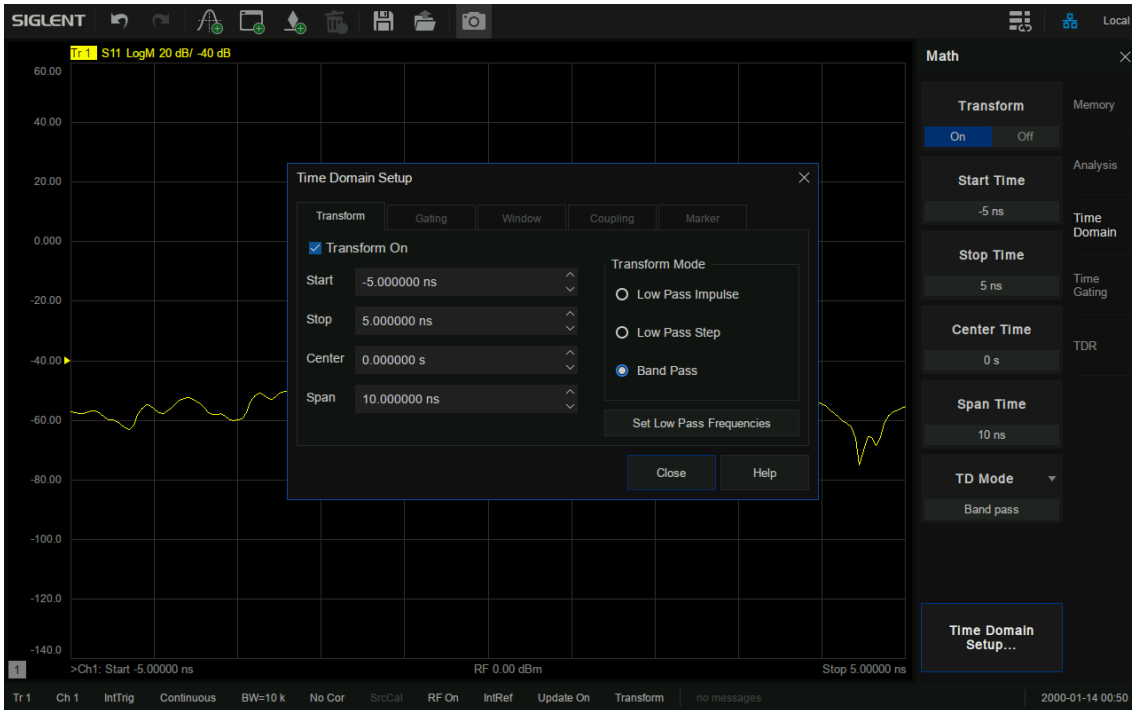 SIGLENT
Local
Tr 1 S11 LogM 20 dB/ -40 dB
60.00
40.00
20.00
0.000
-20.00
-40.00
-60.00
-80.00
-100.0
-120.0
-140.0
Time Domain Setup
Transform Gating Window Coupling Marker
Transform On
Start -5.000000 ns
Stop 5.000000 ns
Center 0.000000 s
Span 10.000000 ns
Transform Mode
Low Pass Impulse
Low Pass Step
Band Pass
Set Low Pass Frequencies
Close Help
Math
Transform
On Off
Start Time
-5 ns
Stop Time
5 ns
Center Time
0 s
Span Time
10 ns
TD Mode
Band pass
Time Domain
Setup...
Memory
Analysis
Time
Domain
Time
Gating
TDR
1 >Ch1: Start -5.00000 ns RF 0.00 dBm Stop 5.00000 ns
Tr 1 Ch 1 IntTrig Continuous BW=10 k No Cor SrcCal RF On IntRef Update On Transform no messages 2000-01-14 00:50